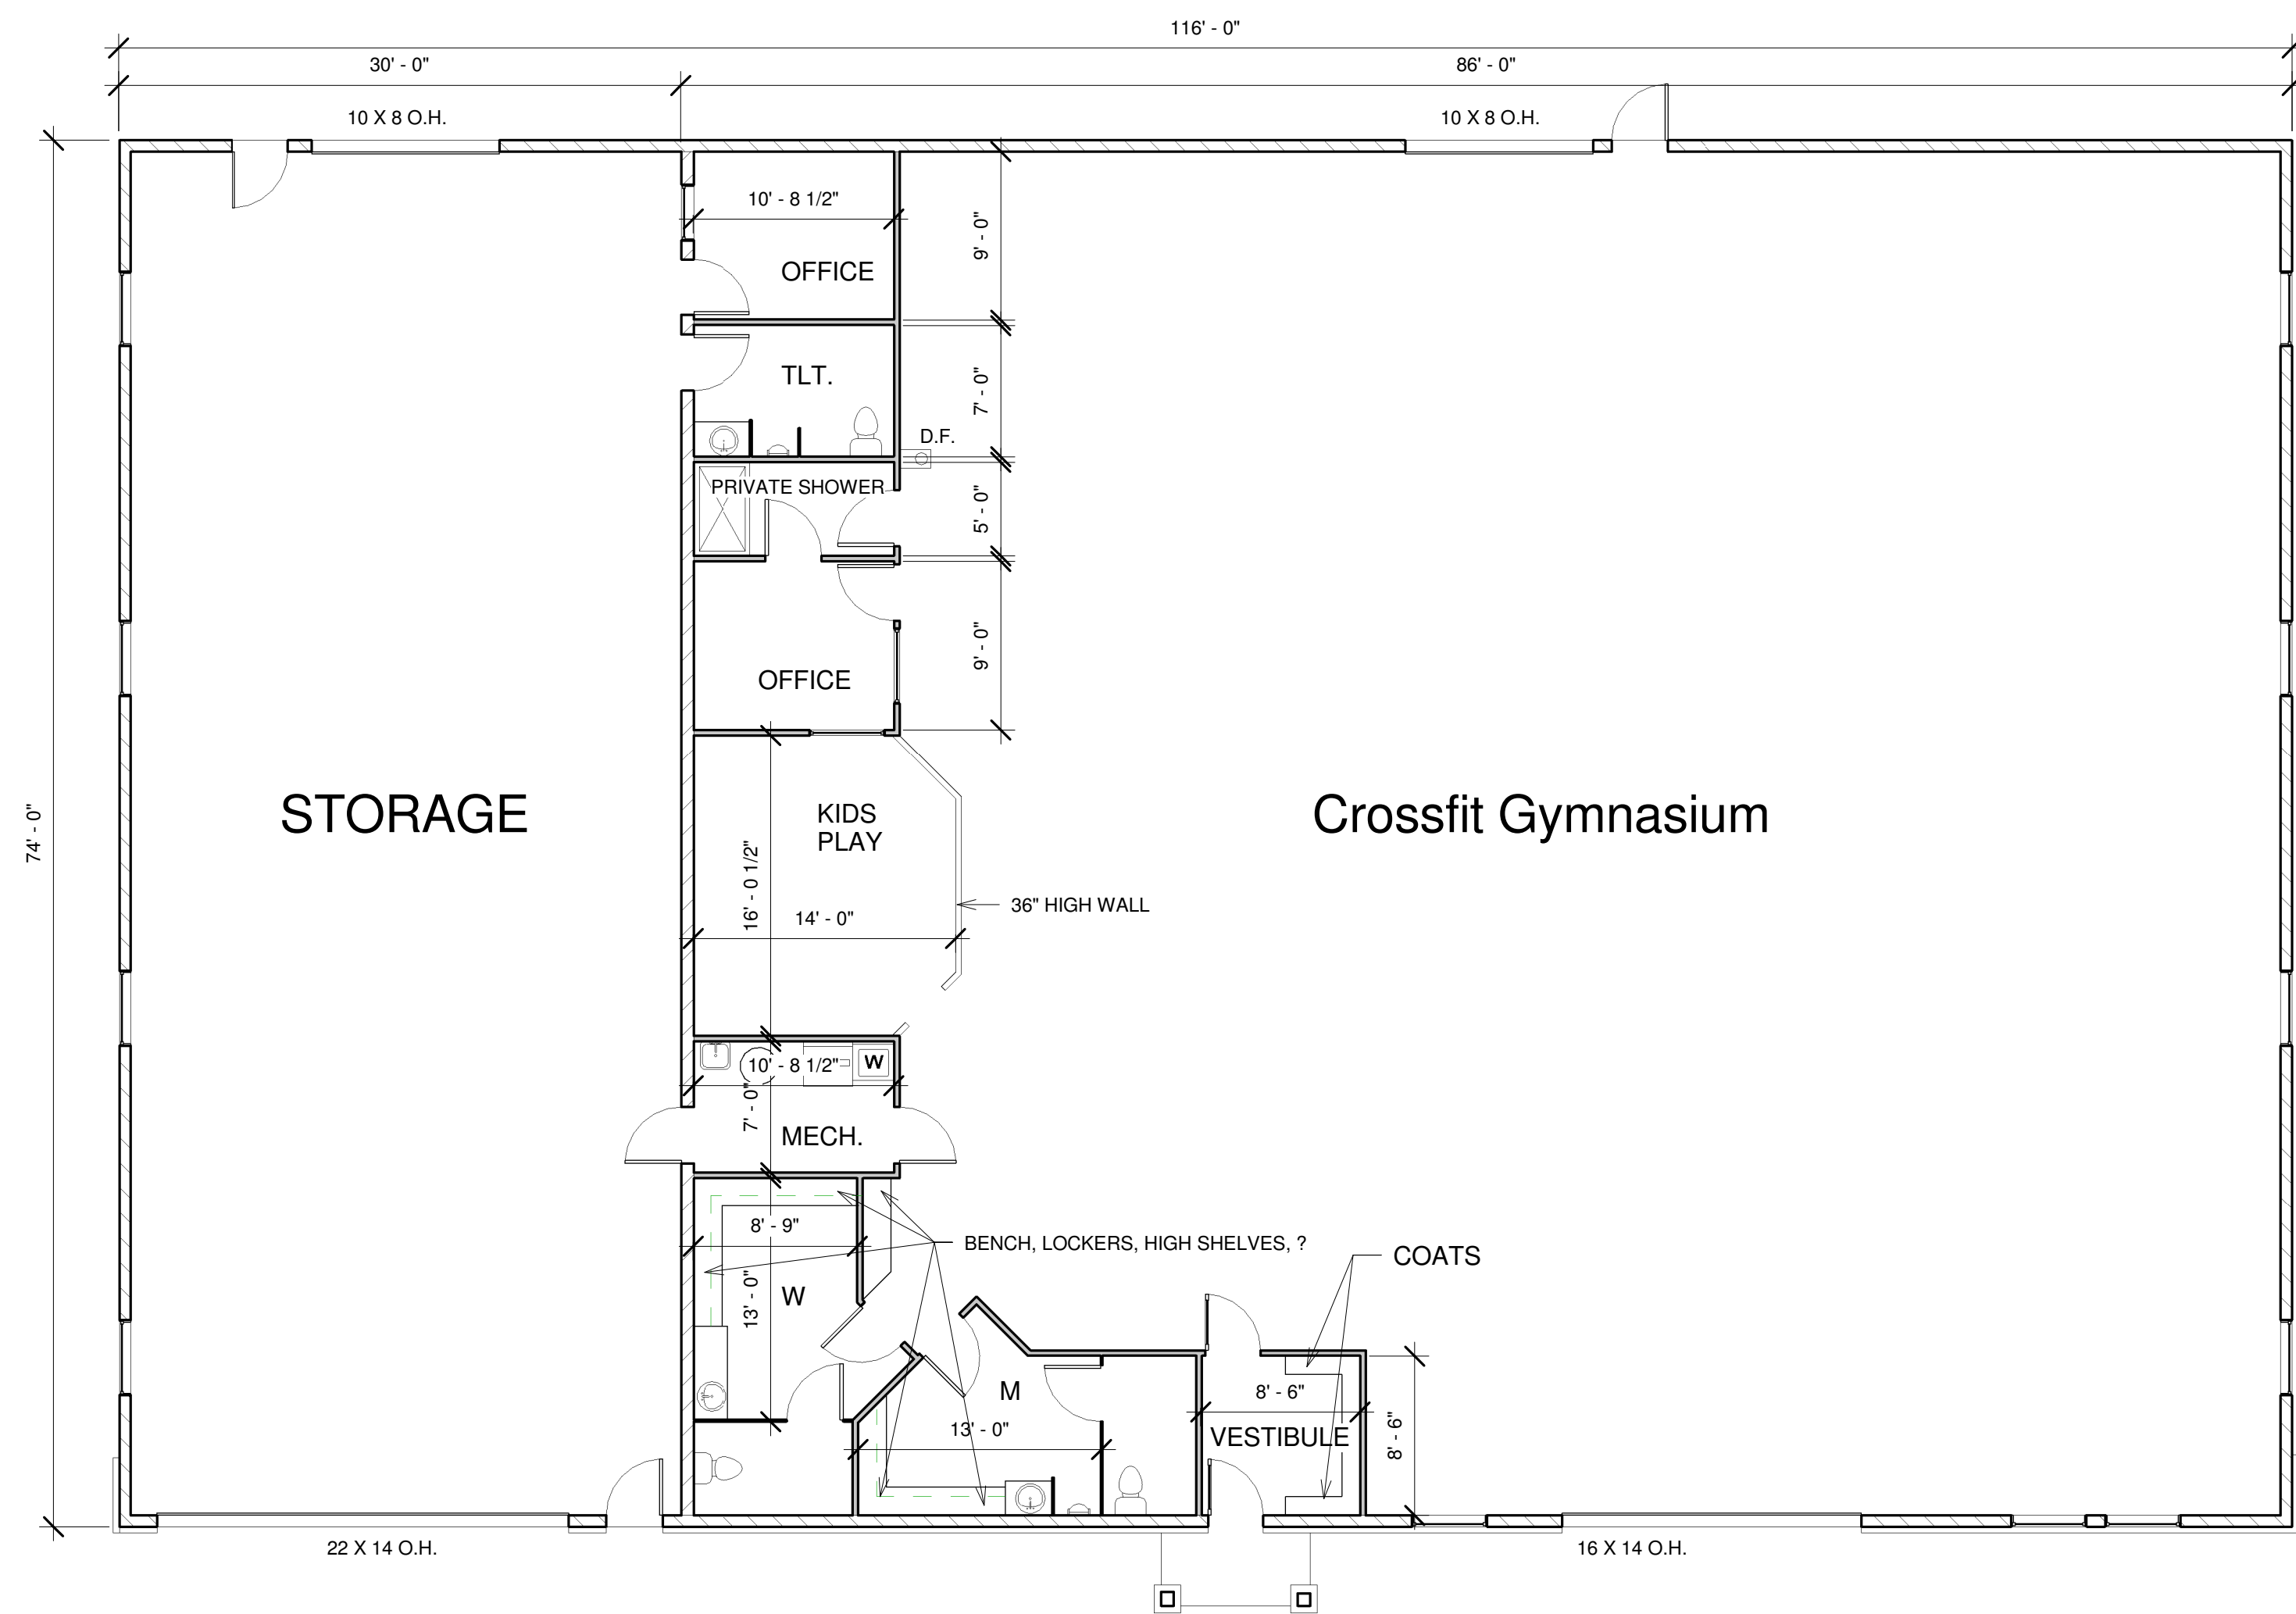 116' - 0"
30' - 0"
86' - 0"
10 X 8 O.H.
10 X 8 O.H.
10' - 8 1/2"
9' - 0"
OFFICE
TLT.
7' - 0"
D.F.
PRIVATE SHOWER
5' - 0"
9' - 0"
OFFICE
74' - 0"
STORAGE
KIDS
PLAY
Crossfit Gymnasium
16' - 0 1/2"
14' - 0"
36" HIGH WALL
10' - 8 1/2"
W
7' - 0"
MECH.
8' - 9"
BENCH, LOCKERS, HIGH SHELVES, ?
COATS
13' - 0"
W
M
8' - 6"
13' - 0"
VESTIBULE
8' - 6"
22 X 14 O.H.
16 X 14 O.H.